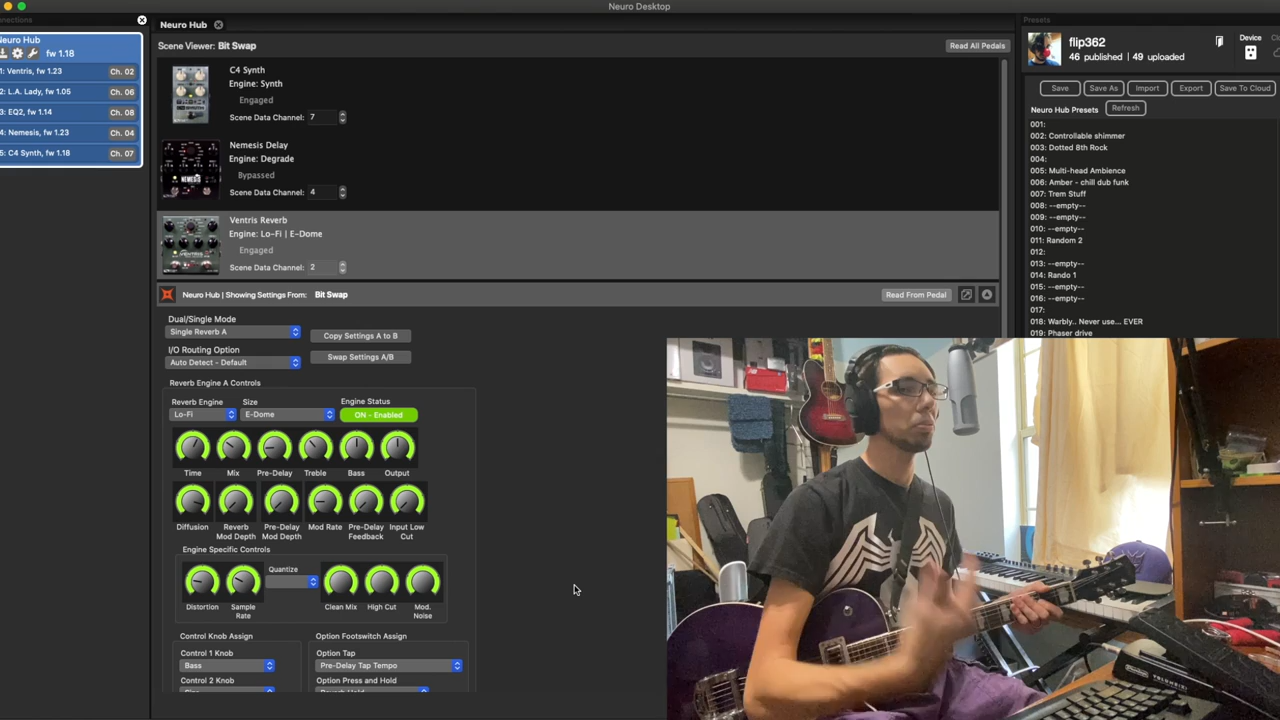 Neuro Desktop
nnections
Neuro Hub
fw 1.18
1: Ventris, fw 1.23 Ch. 02
2: L.A. Lady, fw 1.05 Ch. 06
3: EQ2, fw 1.14 Ch. 08
4: Nemesis, fw 1.23 Ch. 04
5: C4 Synth, fw 1.18 Ch. 07
Neuro Hub
Scene Viewer: Bit Swap
Read All Pedals
C4 Synth
Engine: Synth
Engaged
Scene Data Channel: 7
Nemesis Delay
Engine: Degrade
Bypassed
Scene Data Channel: 4
NEMESIS
Ventris Reverb
Engine: Lo-Fi | E-Dome
Engaged
Scene Data Channel: 2
VENTRIS
Neuro Hub | Showing Settings From: Bit Swap
Read From Pedal
Dual/Single Mode
Single Reverb A
Copy Settings A to B
I/O Routing Option
Auto Detect - Default
Swap Settings A/B
Reverb Engine A Controls
Reverb Engine Size Engine Status
Lo-Fi E-Dome ON - Enabled
Time Mix Pre-Delay Treble Bass Output
Diffusion Reverb Mod Depth Pre-Delay Mod Depth Mod Rate Pre-Delay Feedback Input Low Cut
Engine Specific Controls
Quantize
Distortion Sample Rate Clean Mix High Cut Mod. Noise
Control Knob Assign Option Footswitch Assign
Control 1 Knob Option Tap
Bass Pre-Delay Tap Tempo
Control 2 Knob Option Press and Hold
Presets
flip362
46 published | 49 uploaded
Device
Save Save As Import Export Save To Cloud
Neuro Hub Presets Refresh
001:
002: Controllable shimmer
003: Dotted 8th Rock
004:
005: Multi-head Ambience
006: Amber - chill dub funk
007: Trem Stuff
008: --empty--
009: --empty--
010: --empty--
011: Random 2
012:
013: --empty--
014: Rando 1
015: --empty--
016: --empty--
017:
018: Warbly.. Never use... EVER
019: Phaser drive